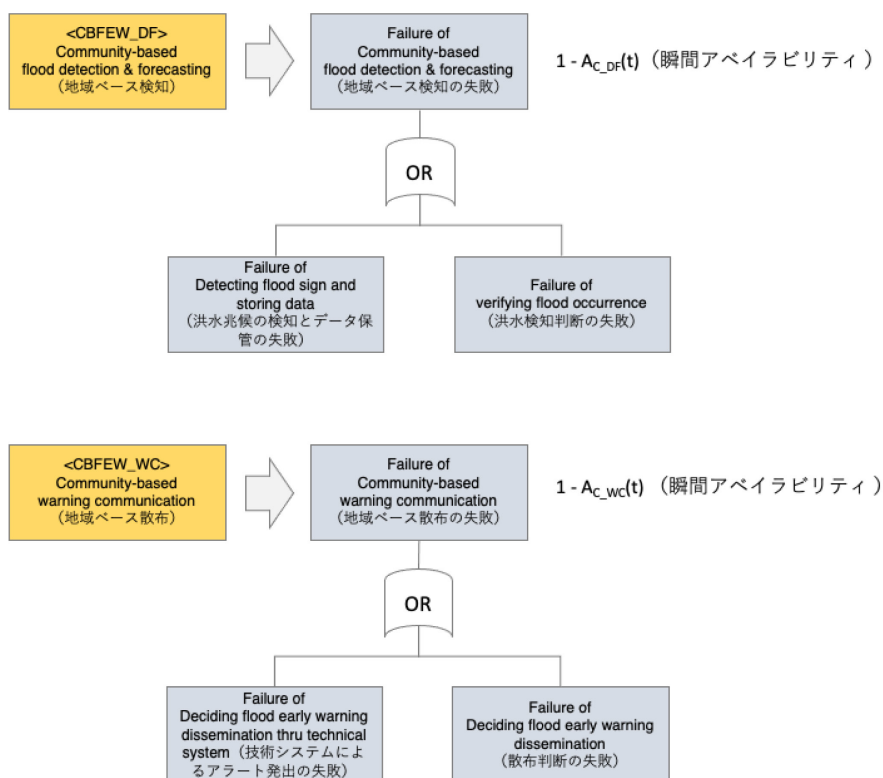 <CBFEW_DF>
Community-based
flood detection & forecasting
（地域ベース検知）
Failure of
Community-based
flood detection & forecasting
（地域ベース検知の失敗）
1 - AC_DF(t)（瞬間アベイラビリティ）
OR
Failure of
Detecting flood sign and
storing data
（洪水兆候の検知とデータ保
管の失敗）
Failure of
verifying flood occurrence
（洪水検知判断の失敗）
<CBFEW_WC>
Community-based
warning communication
（地域ベース散布）
Failure of
Community-based
warning communication
（地域ベース散布の失敗）
1 - AC_WC(t) （瞬間アベイラビリティ）
OR
Failure of
Deciding flood early warning
dissemination thru technical
system（技術システムによ
るアラート発出の失敗）
Failure of
Deciding flood early warning
dissemination
（散布判断の失敗）